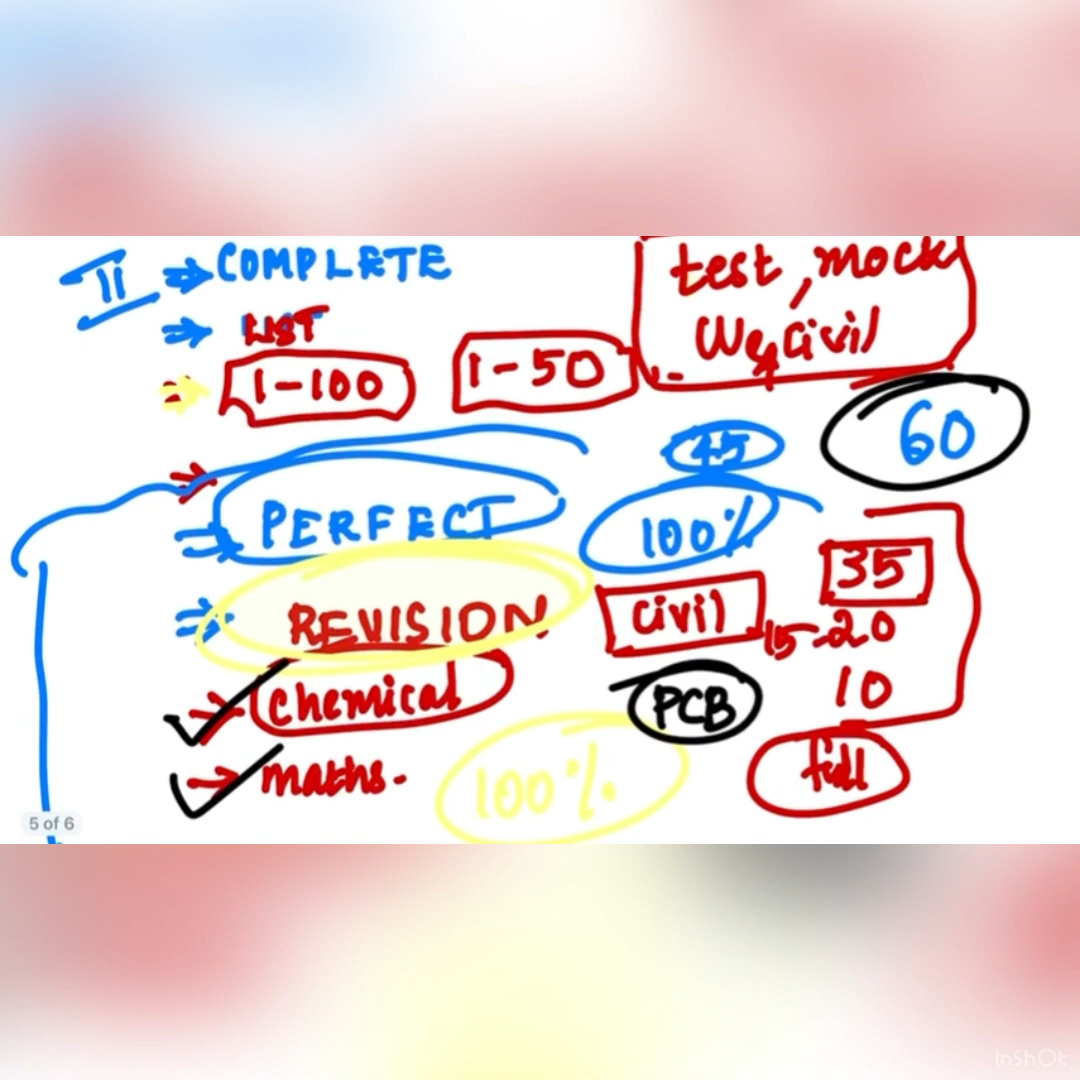 II ⇒ COMPLETE
⇒ LIST
⇒ 1-100 1-50
test, mock
60
45
⇒ PERFECT 100%
35
⇒ REVISION Civil
15-20
→ Chemical PCB 10
→ maths. 100% full
5 of 6
InShOt